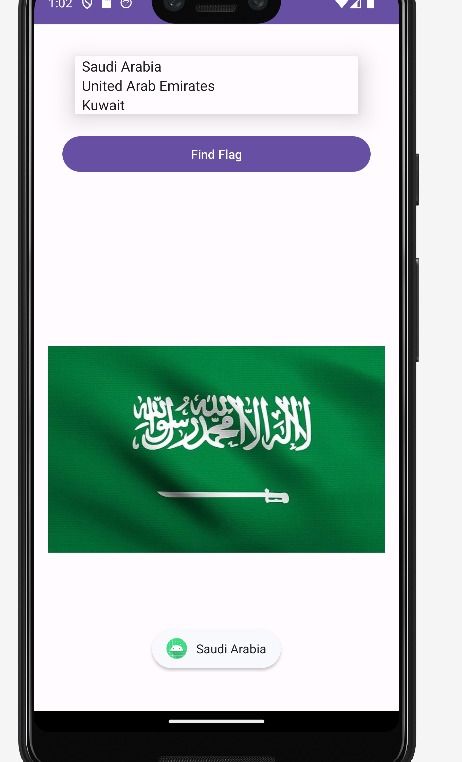 1:02
Saudi Arabia
United Arab Emirates
Kuwait
Find Flag
لا إله إلا الله محمد رسول الله
Saudi Arabia